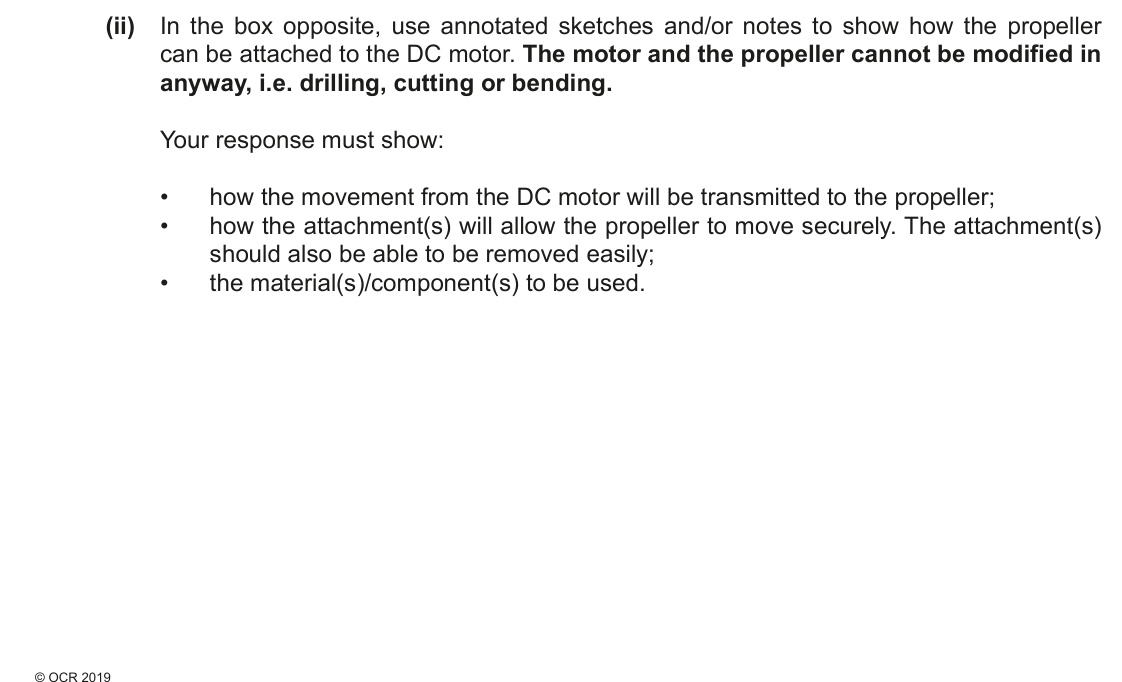 (ii) In the box opposite, use annotated sketches and/or notes to show how the propeller
can be attached to the DC motor. The motor and the propeller cannot be modified in
anyway, i.e. drilling, cutting or bending.
Your response must show:
• how the movement from the DC motor will be transmitted to the propeller;
• how the attachment(s) will allow the propeller to move securely. The attachment(s)
should also be able to be removed easily;
• the material(s)/component(s) to be used.
© OCR 2019